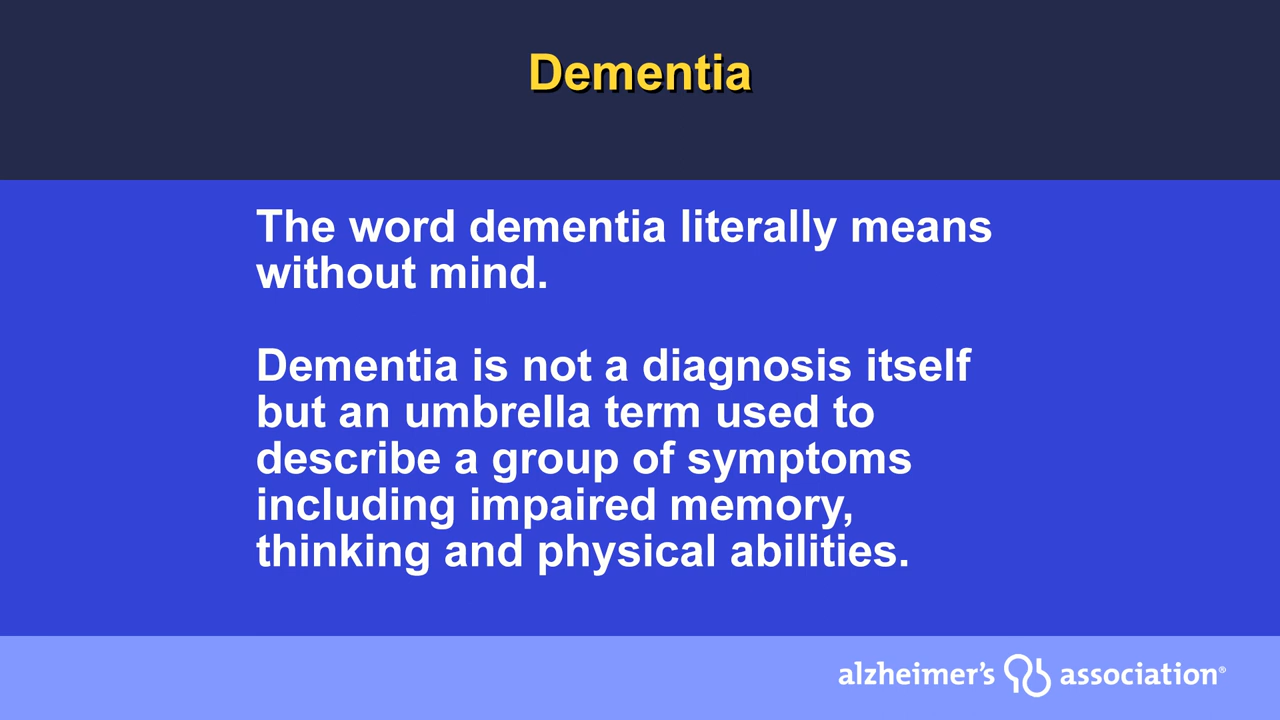 Dementia
The word dementia literally means
without mind.
Dementia is not a diagnosis itself
but an umbrella term used to
describe a group of symptoms
including impaired memory,
thinking and physical abilities.
alzheimer's association®